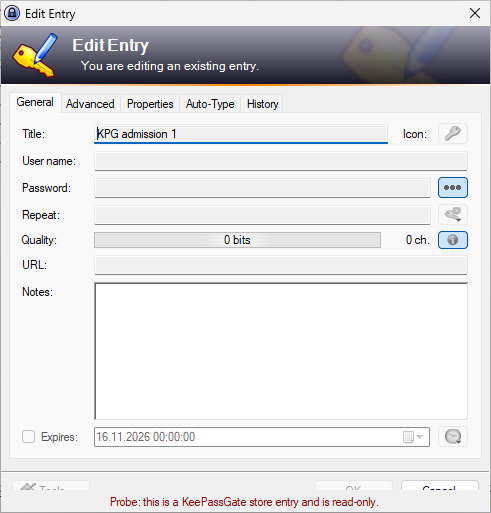 Edit Entry
Edit Entry
You are editing an existing entry.
General Advanced Properties Auto-Type History
Title: KPG admission 1 Icon:
User name:
Password:
Repeat:
Quality: 0 bits 0 ch.
URL:
Notes:
Expires: 16.11.2026 00:00:00
Tools OK Cancel
Probe: this is a KeePassGate store entry and is read-only.